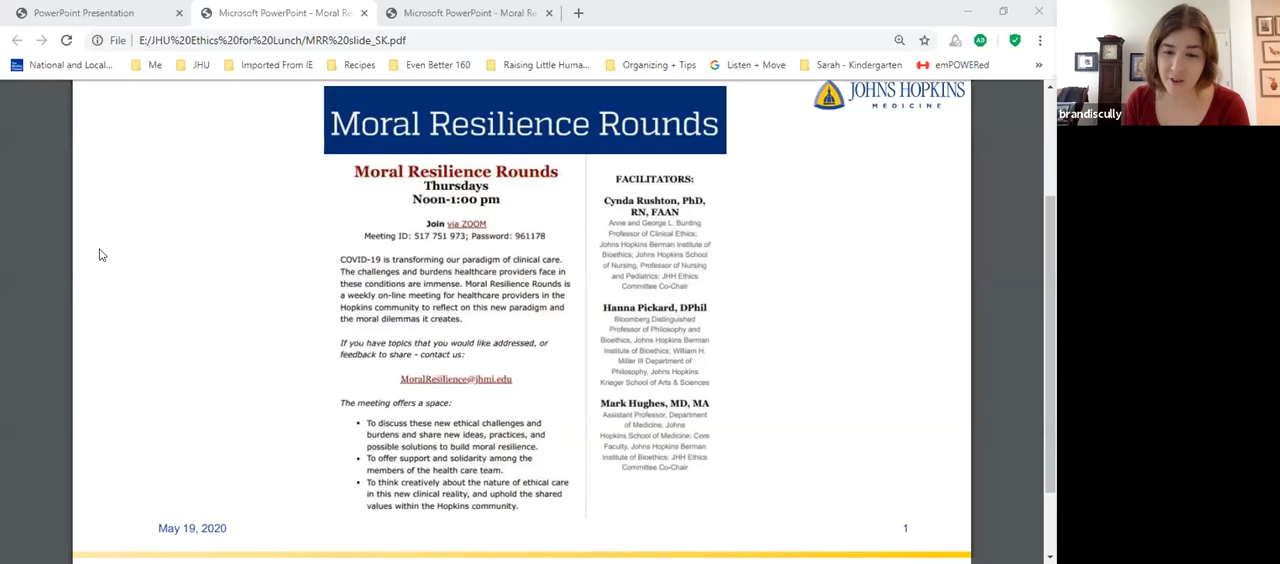 PowerPoint Presentation
Microsoft PowerPoint - Moral Re
Microsoft PowerPoint - Moral Re
File
E:/JHU%20Ethics%20for%20Lunch/MRR%20slide_SK.pdf
National and Local...
Me
JHU
Imported From IE
Recipes
Even Better 160
Raising Little Huma...
Organizing + Tips
Listen + Move
Sarah - Kindergarten
emPOWERed
»
brandiscully
JOHNS HOPKINS
MEDICINE
Moral Resilience Rounds
Moral Resilience Rounds
Thursdays
Noon-1:00 pm
Join via ZOOM
Meeting ID: 517 751 973; Password: 961178
COVID-19 is transforming our paradigm of clinical care.
The challenges and burdens healthcare providers face in
these conditions are immense. Moral Resilience Rounds is
a weekly on-line meeting for healthcare providers in the
Hopkins community to reflect on this new paradigm and
the moral dilemmas it creates.
If you have topics that you would like addressed, or
feedback to share - contact us:
MoralResilience@jhmi.edu
The meeting offers a space:
• To discuss these new ethical challenges and
burdens and share new ideas, practices, and
possible solutions to build moral resilience.
• To offer support and solidarity among the
members of the health care team.
• To think creatively about the nature of ethical care
in this new clinical reality, and uphold the shared
values within the Hopkins community.
FACILITATORS:
Cynda Rushton, PhD,
RN, FAAN
Anne and George L. Bunting
Professor of Clinical Ethics;
Johns Hopkins Berman Institute of
Bioethics; Johns Hopkins School
of Nursing, Professor of Nursing
and Pediatrics; JHH Ethics
Committee Co-Chair
Hanna Pickard, DPhil
Bloomberg Distinguished
Professor of Philosophy and
Bioethics, Johns Hopkins Berman
Institute of Bioethics; William H.
Miller III Department of
Philosophy, Johns Hopkins
Krieger School of Arts & Sciences
Mark Hughes, MD, MA
Assistant Professor, Department
of Medicine, Johns
Hopkins School of Medicine; Core
Faculty, Johns Hopkins Berman
Institute of Bioethics; JHH Ethics
Committee Co-Chair
May 19, 2020
1